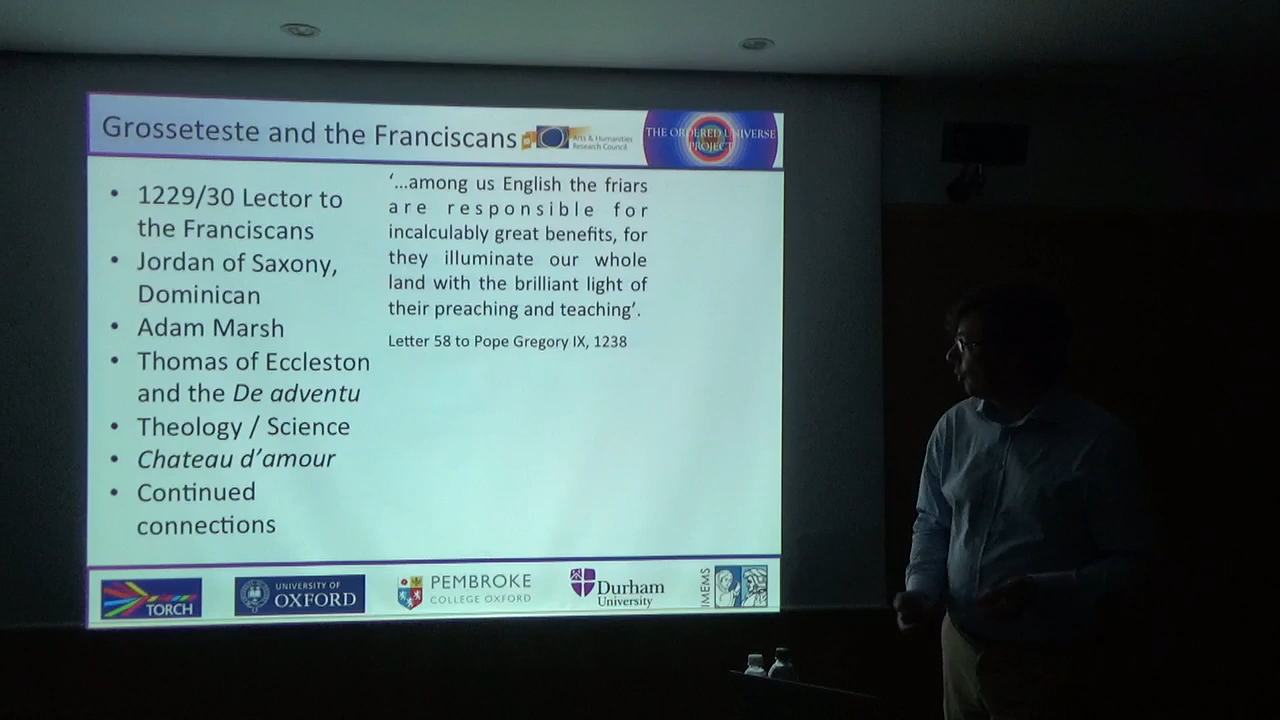 Grosseteste and the Franciscans
Arts & Humanities
Research Council
THE ORDERED UNIVERSE
PROJECT
• 1229/30 Lector to
the Franciscans
• Jordan of Saxony,
Dominican
• Adam Marsh
• Thomas of Eccleston
and the De adventu
• Theology / Science
• Chateau d’amour
• Continued
connections
‘...among us English the friars
are responsible for
incalculably great benefits, for
they illuminate our whole
land with the brilliant light of
their preaching and teaching’.
Letter 58 to Pope Gregory IX, 1238
TORCH
UNIVERSITY OF
OXFORD
PEMBROKE
COLLEGE OXFORD
Durham
University
IMEMS